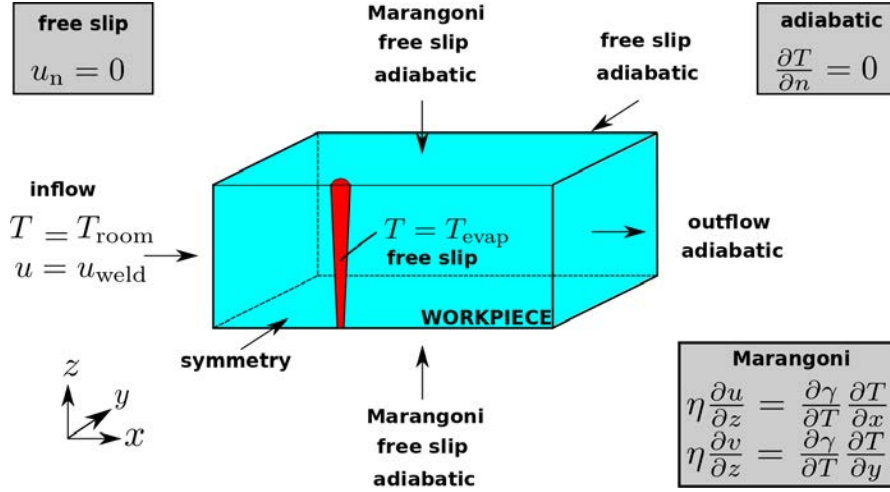 free slip
uₙ = 0
Marangoni
free slip
adiabatic
free slip
adiabatic
adiabatic
∂T/∂n = 0
inflow
T = T_room
u = u_weld
T = T_evap
free slip
outflow
adiabatic
WORKPIECE
symmetry
z
y
x
Marangoni
free slip
adiabatic
Marangoni
η ∂u/∂z = ∂γ/∂T ∂T/∂x
η ∂v/∂z = ∂γ/∂T ∂T/∂y